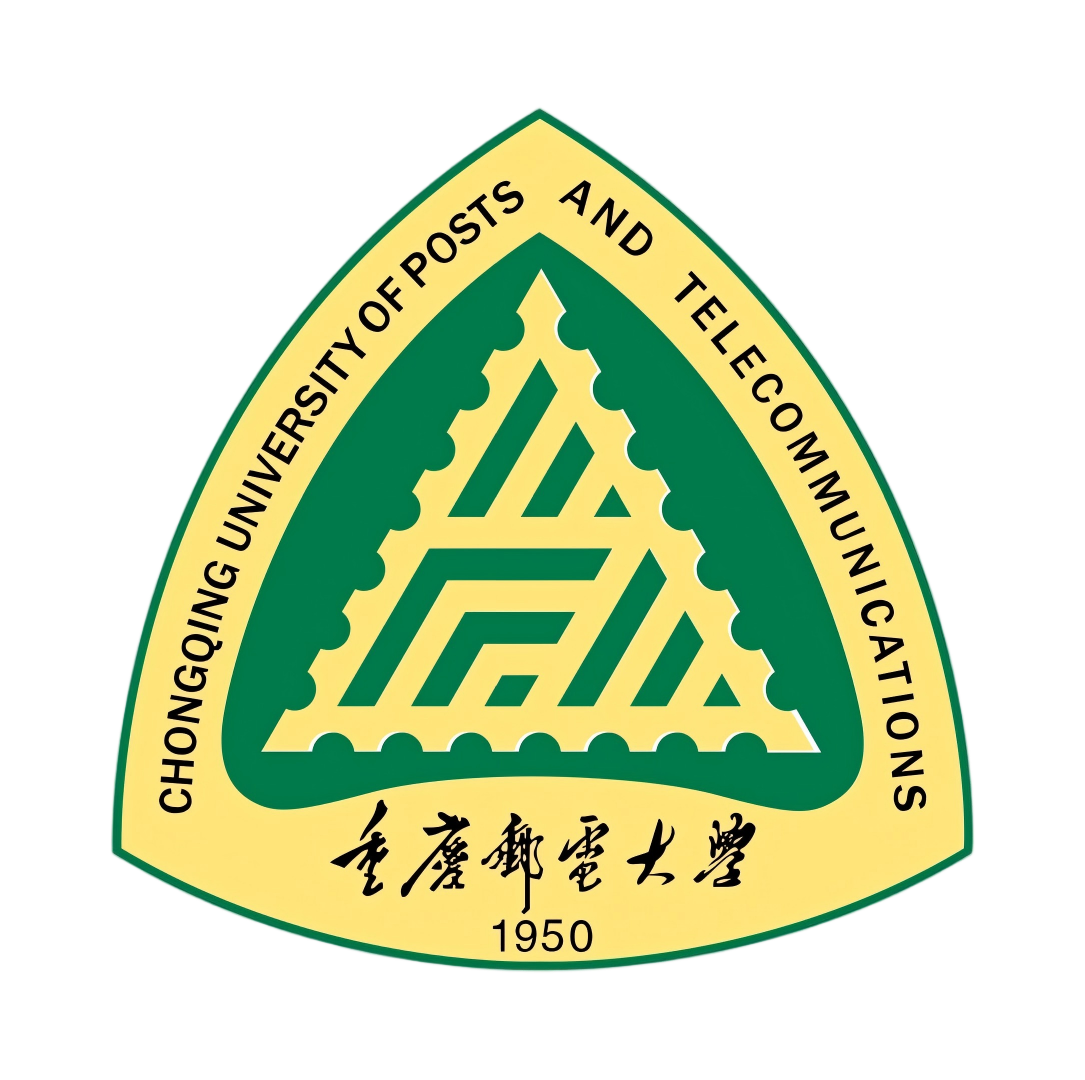 CHONGQING UNIVERSITY OF POSTS AND TELECOMMUNICATIONS
重慶郵電大學
1950